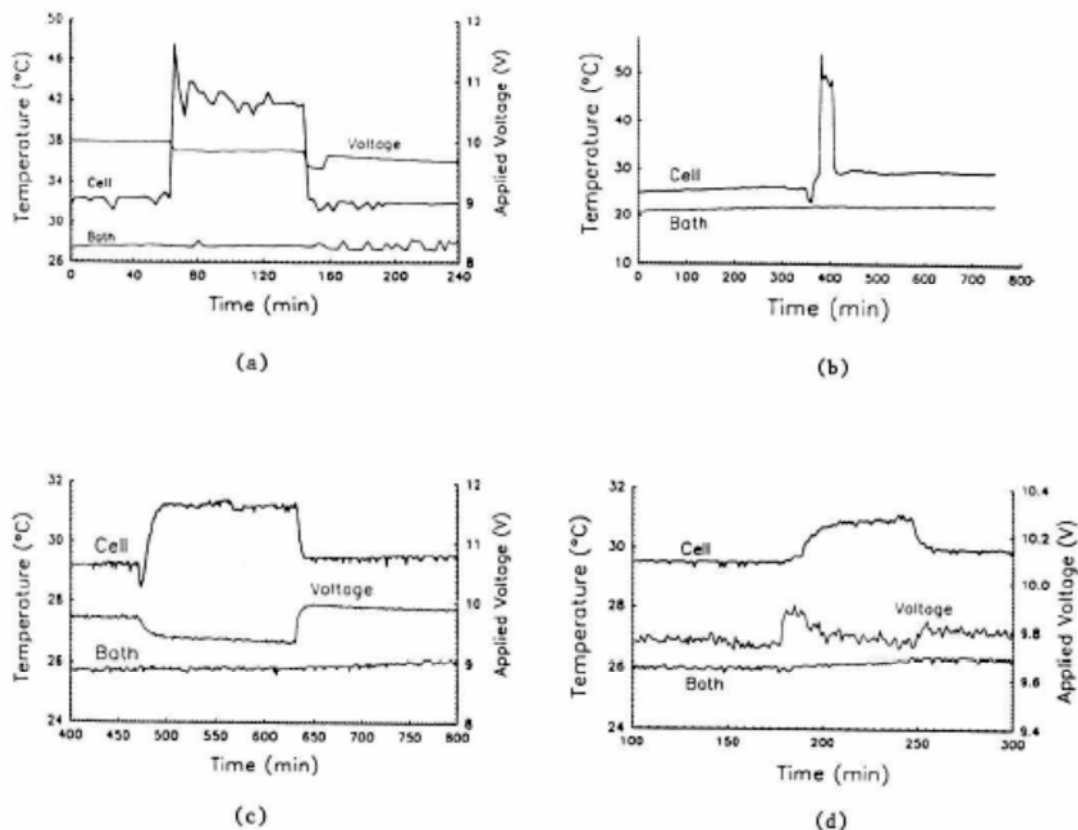 50
46
42
38
34
30
26
Temperature (°C)
12
11
10
9
8
Applied Voltage (V)
Voltage
Cell
Bath
0 40 80 120 160 200 240
Time (min)
(a)
50
40
30
20
10
Temperature (°C)
Cell
Bath
0 100 200 300 400 500 600 700 800
Time (min)
(b)
32
30
28
26
24
Temperature (°C)
12
11
10
9
8
Applied Voltage (V)
Cell
Voltage
Bath
400 450 500 550 600 650 700 750 800
Time (min)
(c)
32
30
28
26
24
Temperature (°C)
10.4
10.2
10.0
9.8
9.6
9.4
Applied Voltage (V)
Cell
Voltage
Bath
100 150 200 250 300
Time (min)
(d)